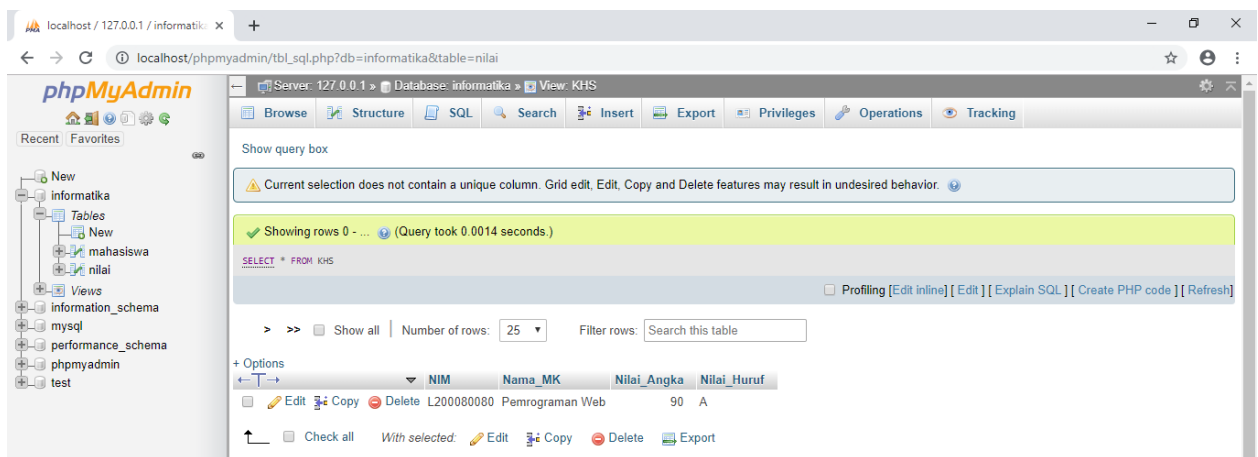 localhost / 127.0.0.1 / informatika
localhost/phpmyadmin/tbl_sql.php?db=informatika&table=nilai
phpMyAdmin
Recent Favorites
New
informatika
Tables
New
mahasiswa
nilai
Views
information_schema
mysql
performance_schema
phpmyadmin
test
Server: 127.0.0.1 » Database: informatika » View: KHS
Browse Structure SQL Search Insert Export Privileges Operations Tracking
Show query box
Current selection does not contain a unique column. Grid edit, Edit, Copy and Delete features may result in undesired behavior.
Showing rows 0 - ... (Query took 0.0014 seconds.)
SELECT * FROM KHS
Profiling [Edit inline] [ Edit ] [ Explain SQL ] [ Create PHP code ] [ Refresh]
> >> Show all | Number of rows: 25 Filter rows: Search this table
+ Options
←T→ NIM Nama_MK Nilai_Angka Nilai_Huruf
Edit Copy Delete L200080080 Pemrograman Web 90 A
Check all With selected: Edit Copy Delete Export